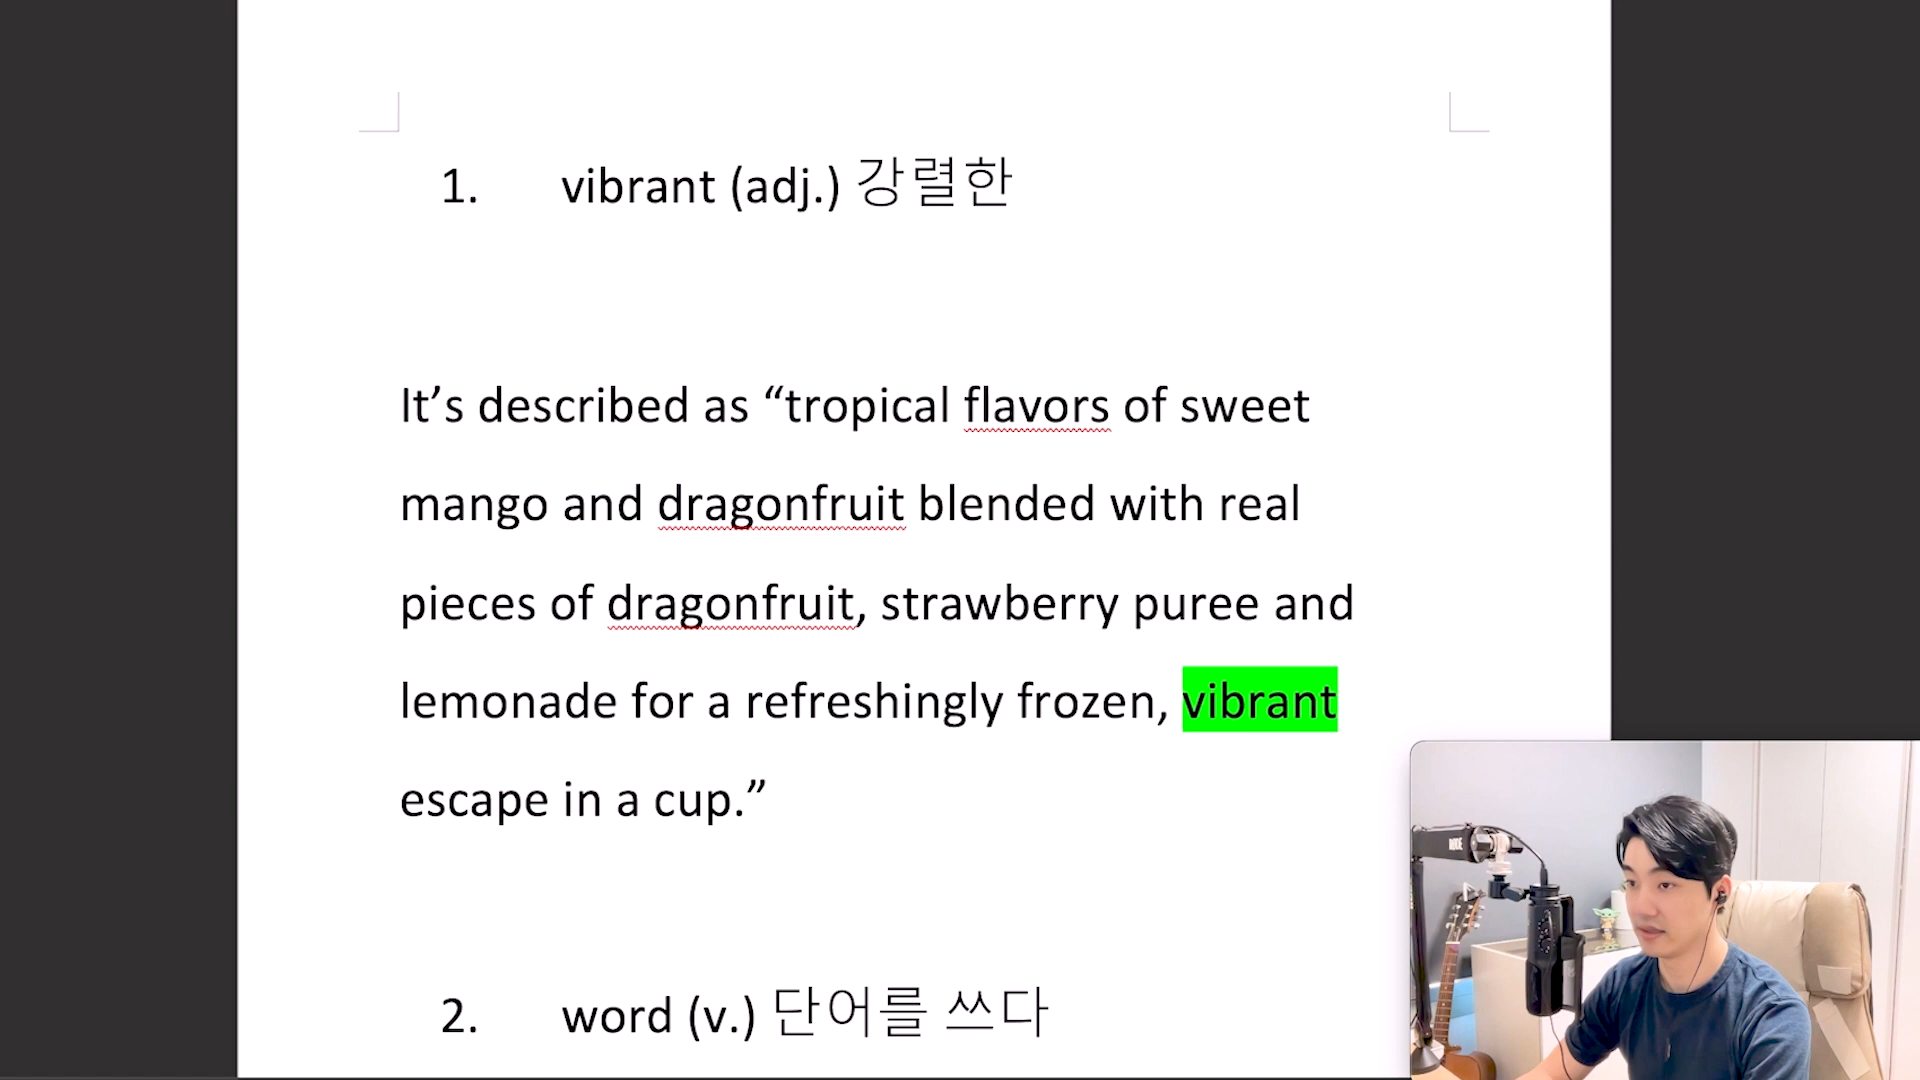 1. vibrant (adj.) 강렬한
It’s described as “tropical flavors of sweet
mango and dragonfruit blended with real
pieces of dragonfruit, strawberry puree and
lemonade for a refreshingly frozen, vibrant
escape in a cup.”
2. word (v.) 단어를 쓰다
RODE